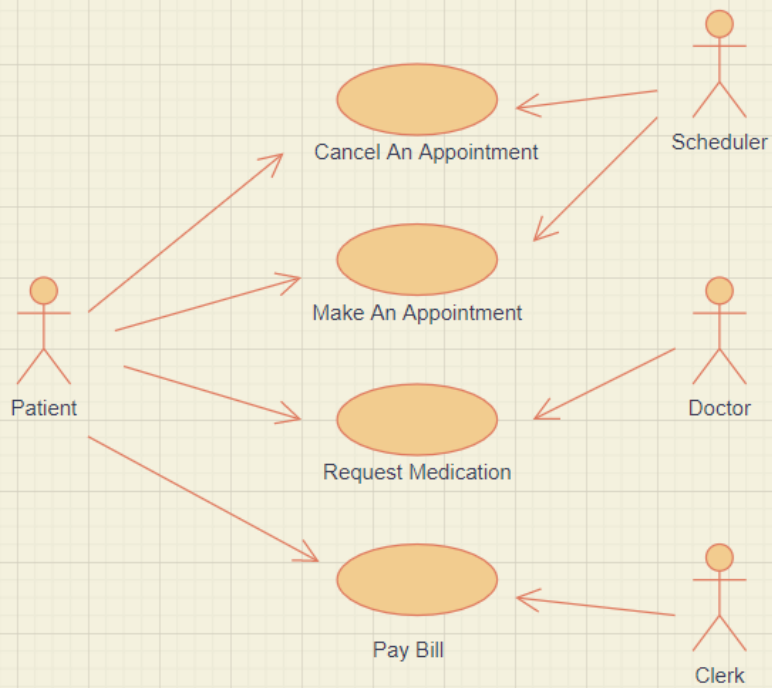 Cancel An Appointment
Scheduler
Make An Appointment
Patient
Doctor
Request Medication
Pay Bill
Clerk